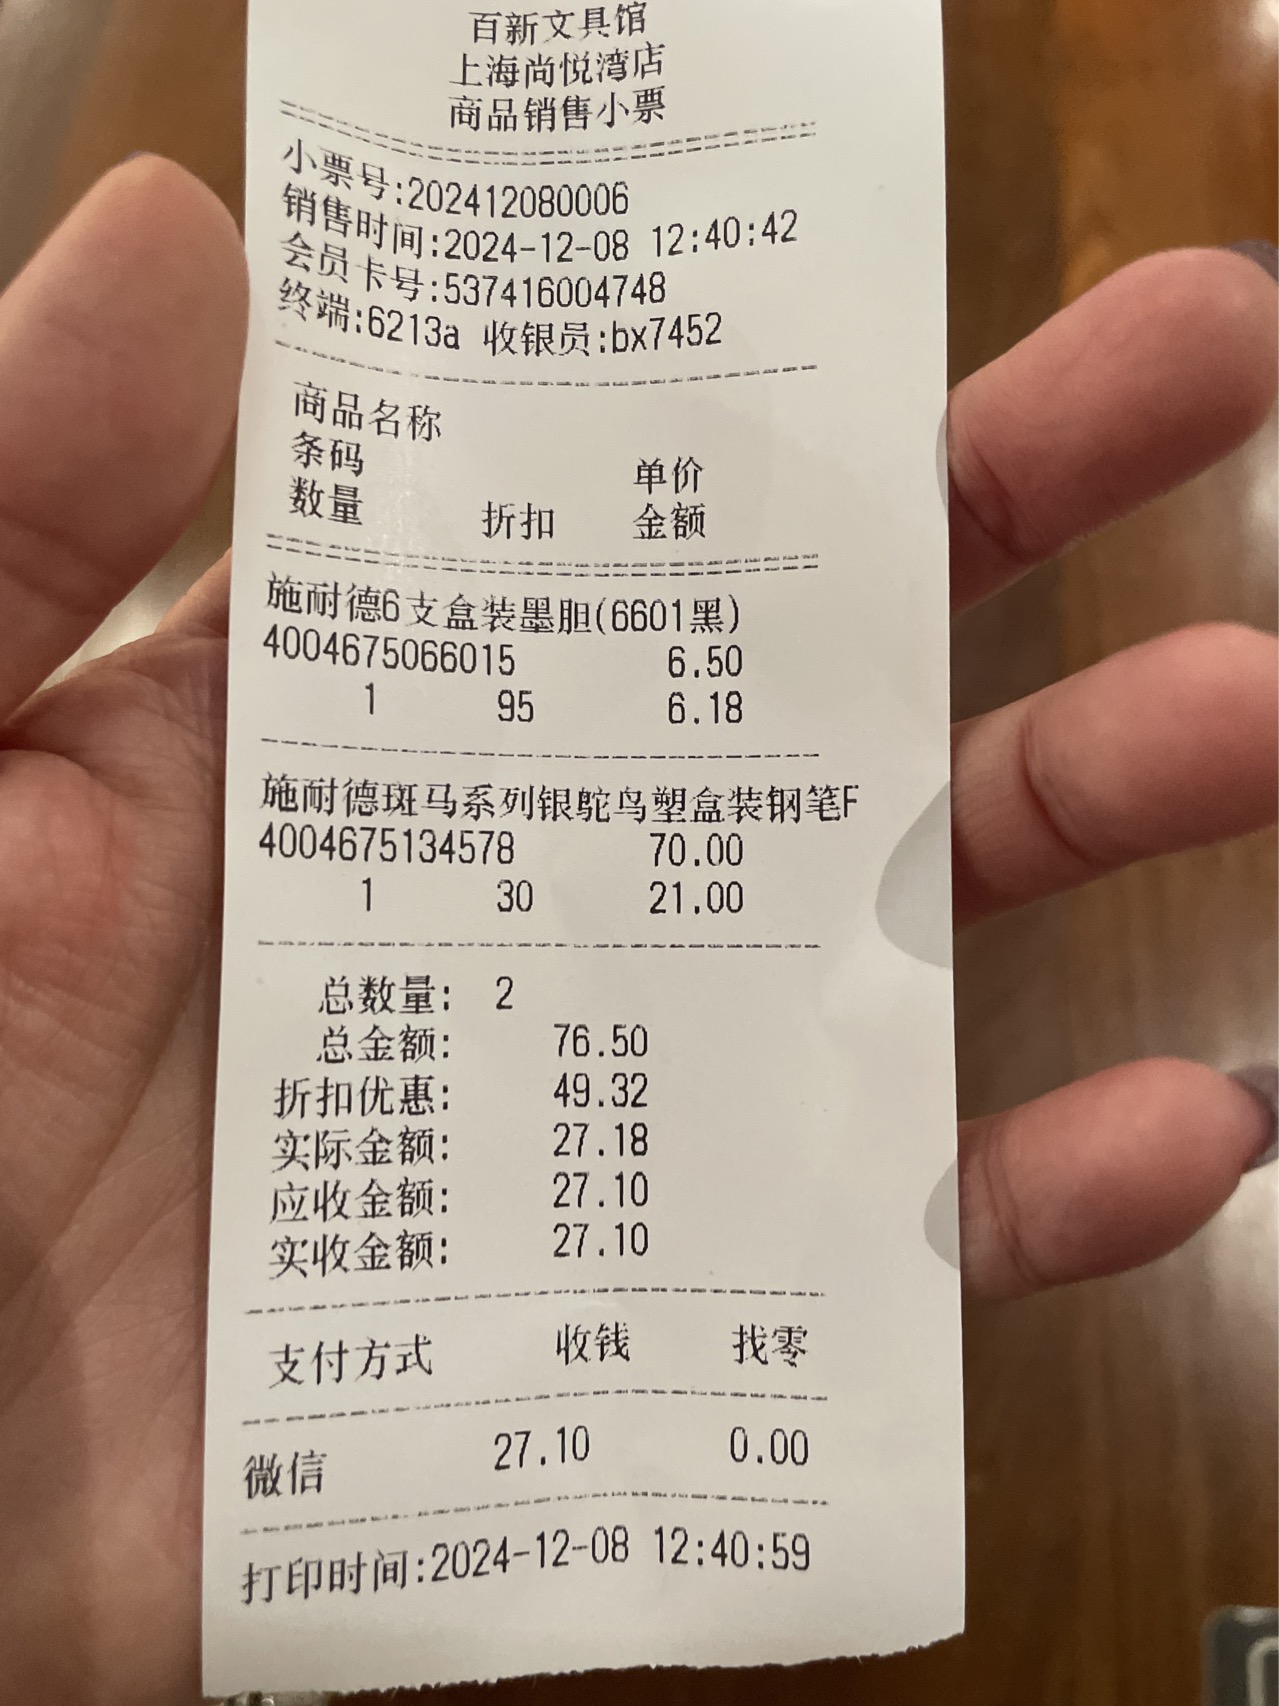 百新文具馆
上海尚悦湾店
商品销售小票
小票号:202412080006
销售时间:2024-12-08 12:40:42
会员卡号:537416004748
终端:6213a 收银员:bx7452
商品名称
条码 单价
数量 折扣 金额
施耐德6支盒装墨胆(6601黑)
4004675066015 6.50
1 95 6.18
施耐德斑马系列银鸵鸟塑盒装钢笔F
4004675134578 70.00
1 30 21.00
总数量: 2
总金额: 76.50
折扣优惠: 49.32
实际金额: 27.18
应收金额: 27.10
实收金额: 27.10
支付方式 收钱 找零
微信 27.10 0.00
打印时间:2024-12-08 12:40:59